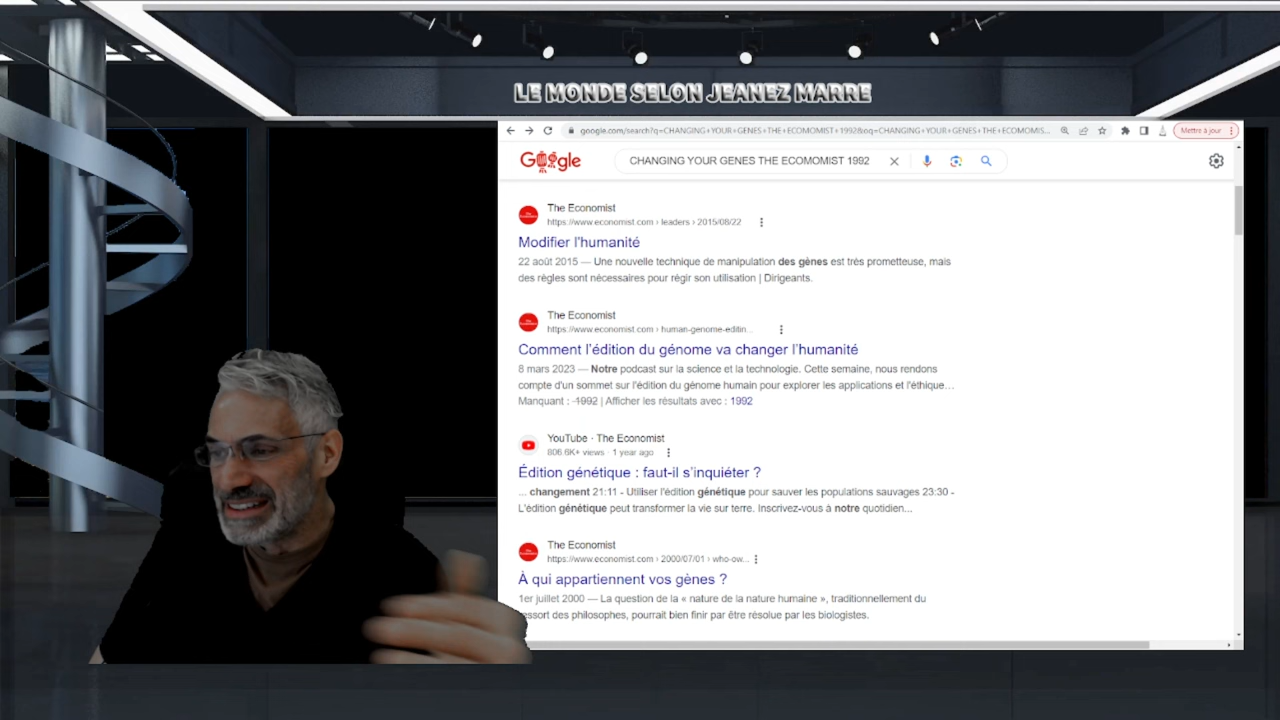 LE MONDE SELON JEANEZ MARRE
google.com/search?q=CHANGING+YOUR+GENES+THE+ECOMOMIST+1992&oq=CHANGING+YOUR+GENES+THE+ECOMOMIS...
Mettre à jour
Google
CHANGING YOUR GENES THE ECOMOMIST 1992
The Economist
https://www.economist.com › leaders › 2015/08/22
Modifier l'humanité
22 août 2015 — Une nouvelle technique de manipulation des gènes est très prometteuse, mais
des règles sont nécessaires pour régir son utilisation | Dirigeants.
The Economist
https://www.economist.com › human-genome-editin...
Comment l'édition du génome va changer l'humanité
8 mars 2023 — Notre podcast sur la science et la technologie. Cette semaine, nous rendons
compte d'un sommet sur l'édition du génome humain pour explorer les applications et l'éthique...
Manquant : 1992 | Afficher les résultats avec : 1992
YouTube · The Economist
806.6K+ views · 1 year ago
Édition génétique : faut-il s'inquiéter ?
... changement 21:11 - Utiliser l'édition génétique pour sauver les populations sauvages 23:30 -
L'édition génétique peut transformer la vie sur terre. Inscrivez-vous à notre quotidien...
The Economist
https://www.economist.com › 2000/07/01 › who-ow...
À qui appartiennent vos gènes ?
1er juillet 2000 — La question de la « nature de la nature humaine », traditionnellement du
ressort des philosophes, pourrait bien finir par être résolue par les biologistes.